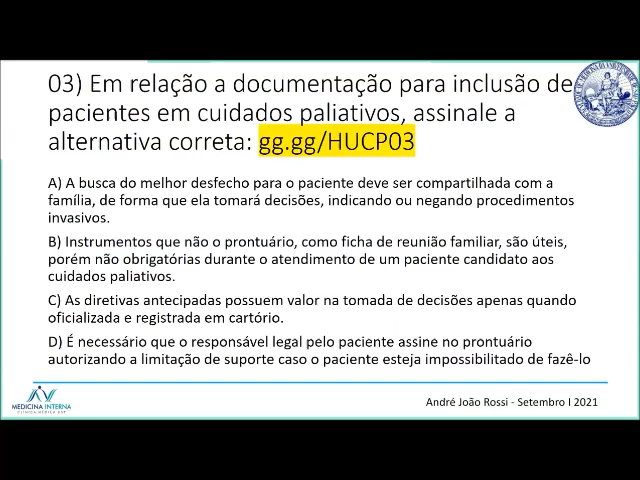 03) Em relação a documentação para inclusão de
pacientes em cuidados paliativos, assinale a
alternativa correta: gg.gg/HUCP03
A) A busca do melhor desfecho para o paciente deve ser compartilhada com a
família, de forma que ela tomará decisões, indicando ou negando procedimentos
invasivos.
B) Instrumentos que não o prontuário, como ficha de reunião familiar, são úteis,
porém não obrigatórias durante o atendimento de um paciente candidato aos
cuidados paliativos.
C) As diretivas antecipadas possuem valor na tomada de decisões apenas quando
oficializada e registrada em cartório.
D) É necessário que o responsável legal pelo paciente assine no prontuário
autorizando a limitação de suporte caso o paciente esteja impossibilitado de fazê-lo
MEDICINA INTERNA
CLÍNICA MÉDICA USP
André João Rossi - Setembro I 2021